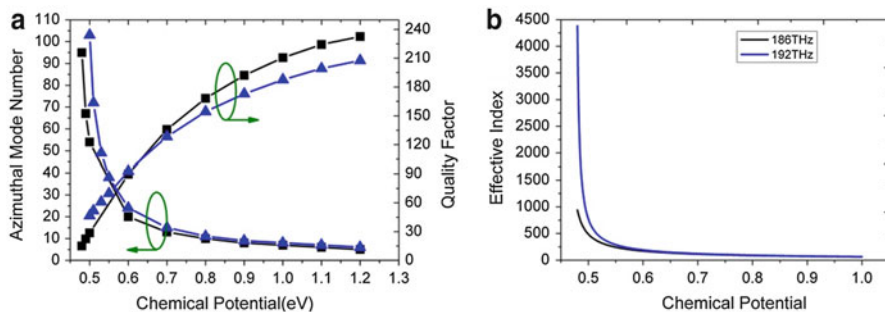 a
110
100
90
80
70
60
50
40
30
20
10
0
Azimuthal Mode Number
240
210
180
150
120
90
60
30
0
Quality Factor
0.5 0.6 0.7 0.8 0.9 1.0 1.1 1.2 1.3
Chemical Potential(eV)
b
4500
4000
3500
3000
2500
2000
1500
1000
500
0
Effective Index
186THz
192THz
0.5 0.6 0.7 0.8 0.9 1.0
Chemical Potential